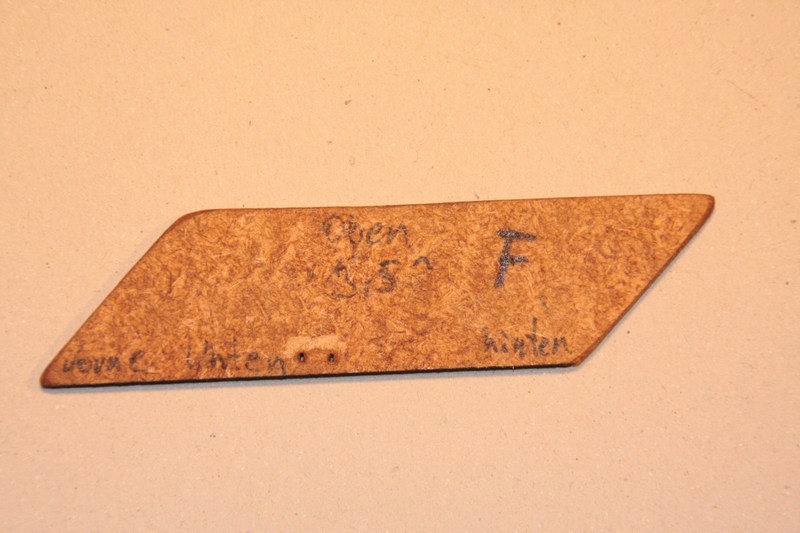 Oben
3,5° F
vorne Unten hinten